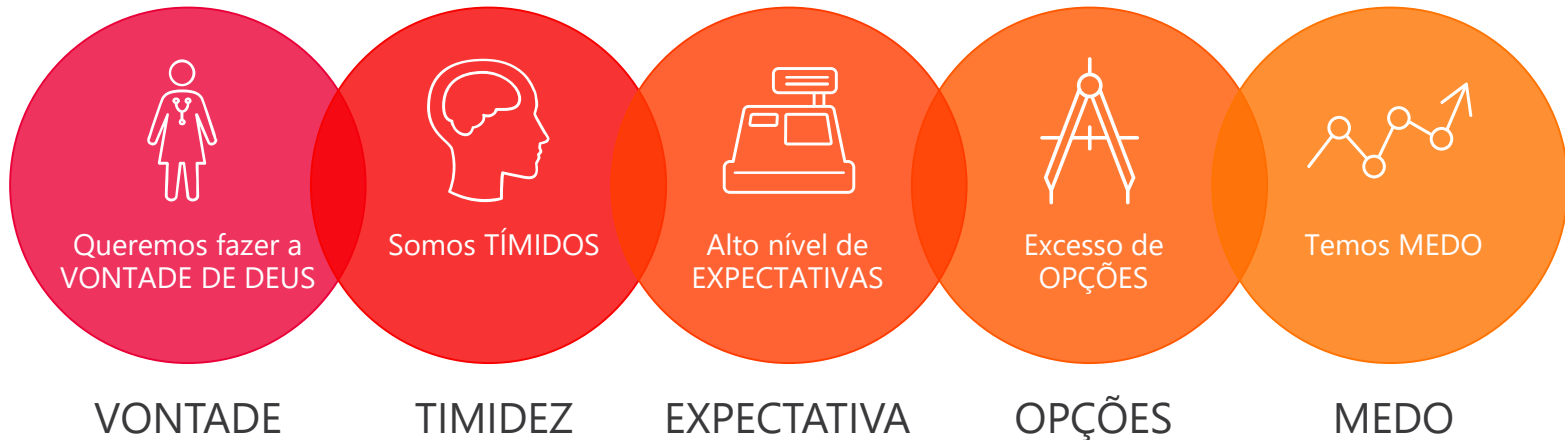 Queremos fazer a
VONTADE DE DEUS
Somos TÍMIDOS
Alto nível de
EXPECTATIVAS
Excesso de
OPÇÕES
Temos MEDO
VONTADE
TIMIDEZ
EXPECTATIVA
OPÇÕES
MEDO